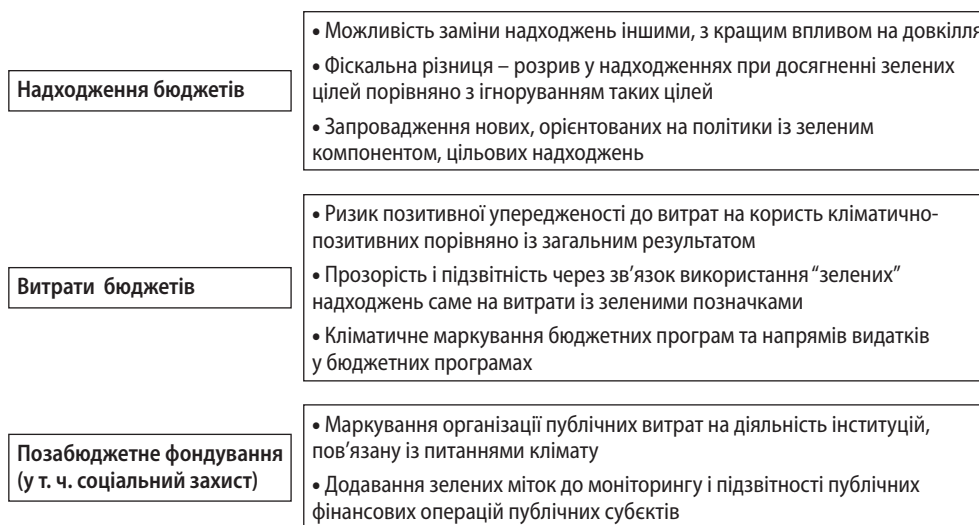 Надходження бюджетів
• Можливість заміни надходжень іншими, з кращим впливом на довкілля
• Фіскальна різниця – розрив у надходженнях при досягненні зелених
цілей порівняно з ігноруванням таких цілей
• Запровадження нових, орієнтованих на політики із зеленим
компонентом, цільових надходжень
Витрати бюджетів
• Ризик позитивної упередженості до витрат на користь кліматично-
позитивних порівняно із загальним результатом
• Прозорість і підзвітність через зв’язок використання “зелених”
надходжень саме на витрати із зеленими позначками
• Кліматичне маркування бюджетних програм та напрямів видатків
у бюджетних програмах
Позабюджетне фондування
(у т. ч. соціальний захист)
• Маркування організації публічних витрат на діяльність інституцій,
пов’язану із питаннями клімату
• Додавання зелених міток до моніторингу і підзвітності публічних
фінансових операцій публічних субєктів